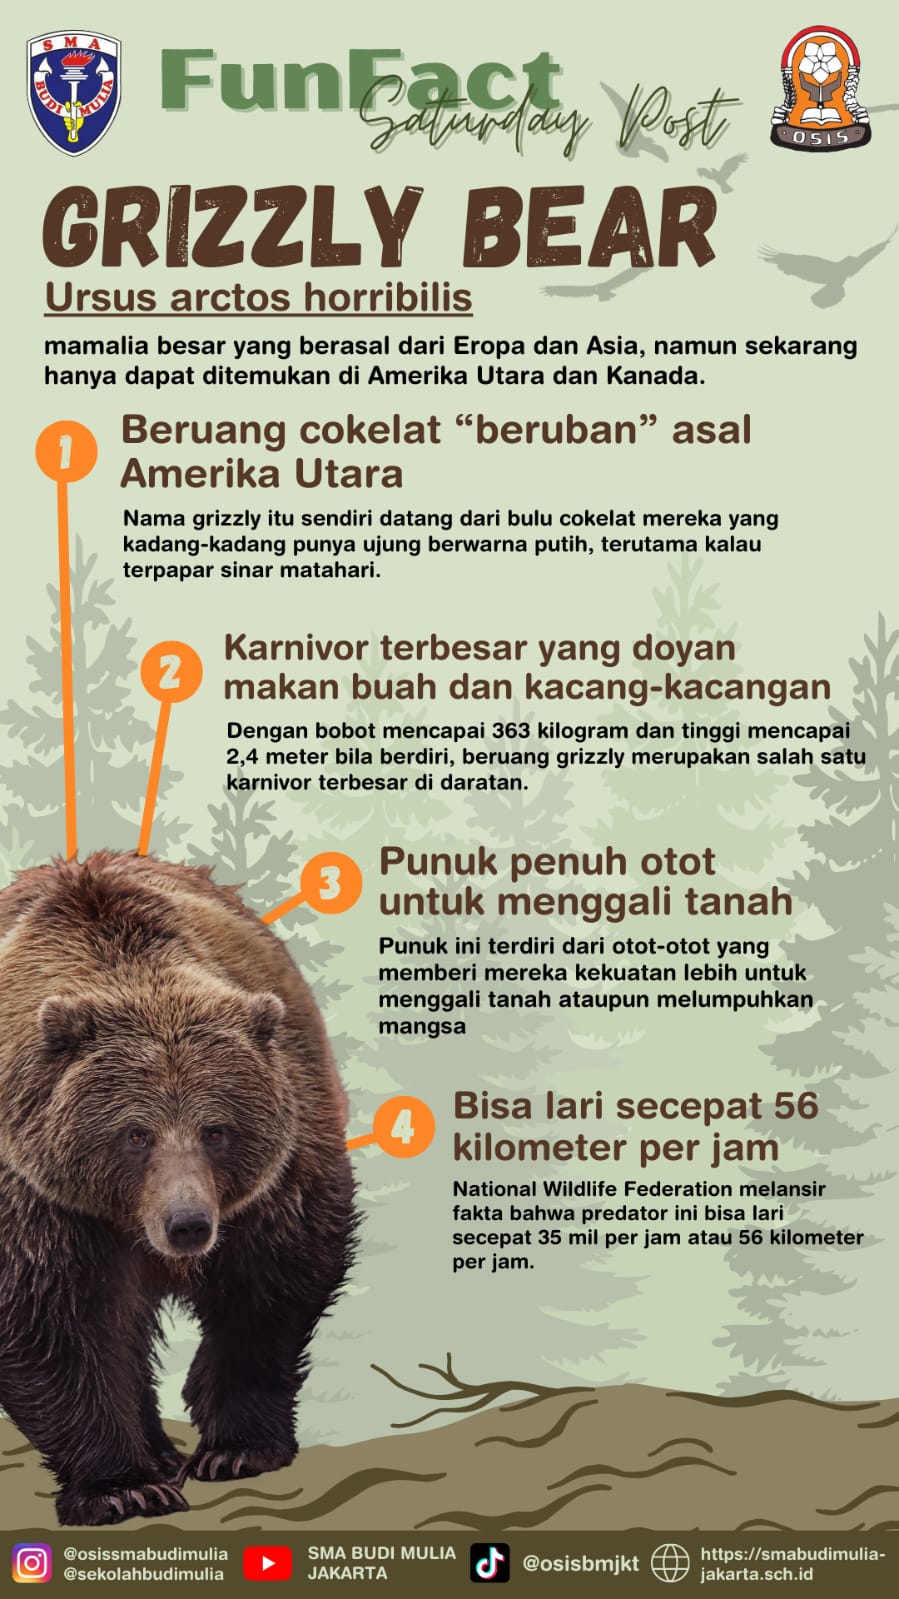 SMA
BUDI MULIA
FunFact
Saturday Post
OSIS
GRIZZLY BEAR
Ursus arctos horribilis
mamalia besar yang berasal dari Eropa dan Asia, namun sekarang
hanya dapat ditemukan di Amerika Utara dan Kanada.
1
Beruang cokelat “beruban” asal
Amerika Utara
Nama grizzly itu sendiri datang dari bulu cokelat mereka yang
kadang-kadang punya ujung berwarna putih, terutama kalau
terpapar sinar matahari.
2
Karnivor terbesar yang doyan
makan buah dan kacang-kacangan
Dengan bobot mencapai 363 kilogram dan tinggi mencapai
2,4 meter bila berdiri, beruang grizzly merupakan salah satu
karnivor terbesar di daratan.
3
Punuk penuh otot
untuk menggali tanah
Punuk ini terdiri dari otot-otot yang
memberi mereka kekuatan lebih untuk
menggali tanah ataupun melumpuhkan
mangsa
4
Bisa lari secepat 56
kilometer per jam
National Wildlife Federation melansir
fakta bahwa predator ini bisa lari
secepat 35 mil per jam atau 56 kilometer
per jam.
@osissmabudimulia
@sekolahbudimulia
SMA BUDI MULIA
JAKARTA
@osisbmjkt
https://smabudimulia-
jakarta.sch.id